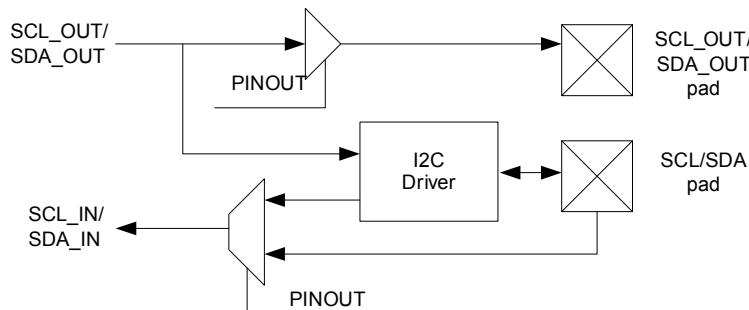 SCL_OUT/
SDA_OUT
SCL_OUT/
SDA_OUT
pad
PINOUT
I2C
Driver
SCL/SDA
pad
SCL_IN/
SDA_IN
PINOUT